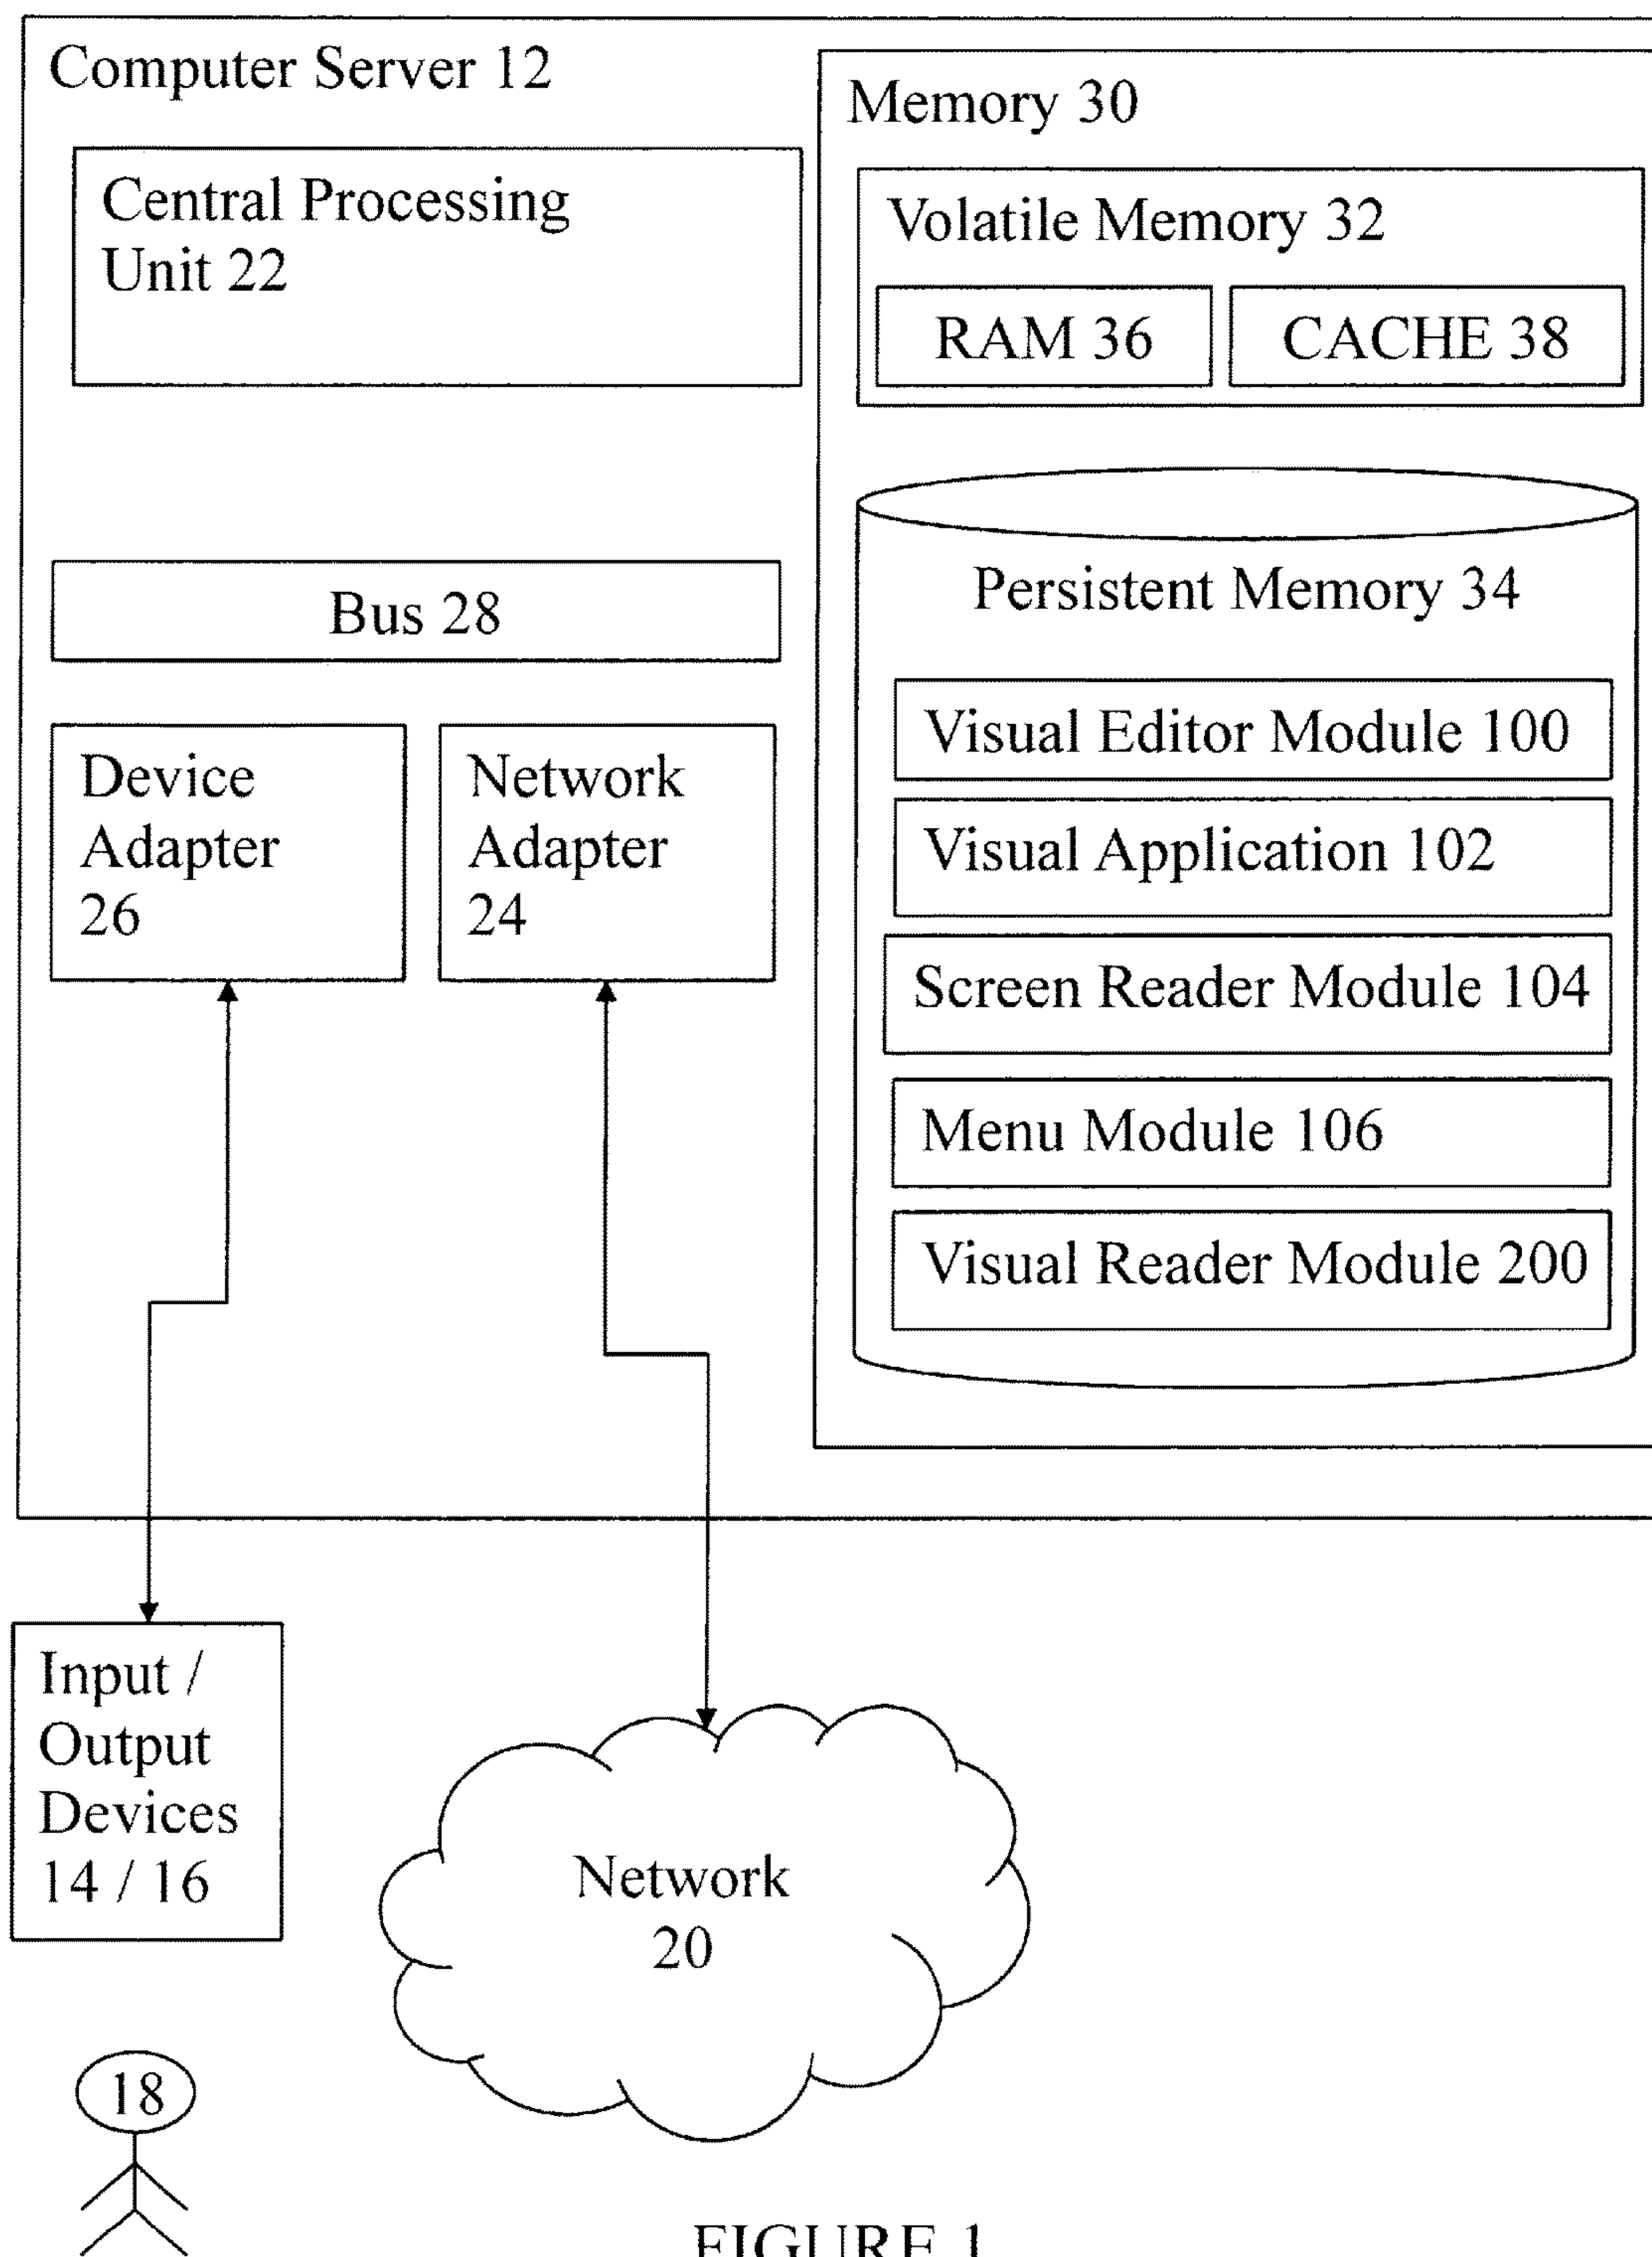 Computer Server 12
Central Processing
Unit 22
Bus 28
Device
Adapter
26
Network
Adapter
24
Memory 30
Volatile Memory 32
RAM 36
CACHE 38
Persistent Memory 34
Visual Editor Module 100
Visual Application 102
Screen Reader Module 104
Menu Module 106
Visual Reader Module 200
Input /
Output
Devices
14 / 16
Network
20
18
FIGURE 1